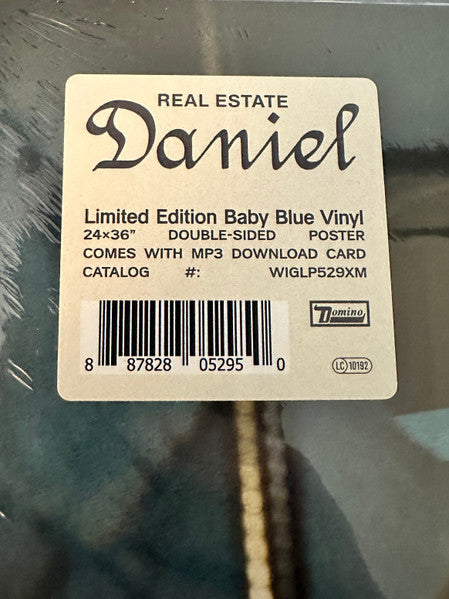 REAL ESTATE
Daniel
Limited Edition Baby Blue Vinyl
24×36” DOUBLE-SIDED POSTER
COMES WITH MP3 DOWNLOAD CARD
CATALOG #: WIGLP529XM
Domino
8 87828 05295 0
LC 10192